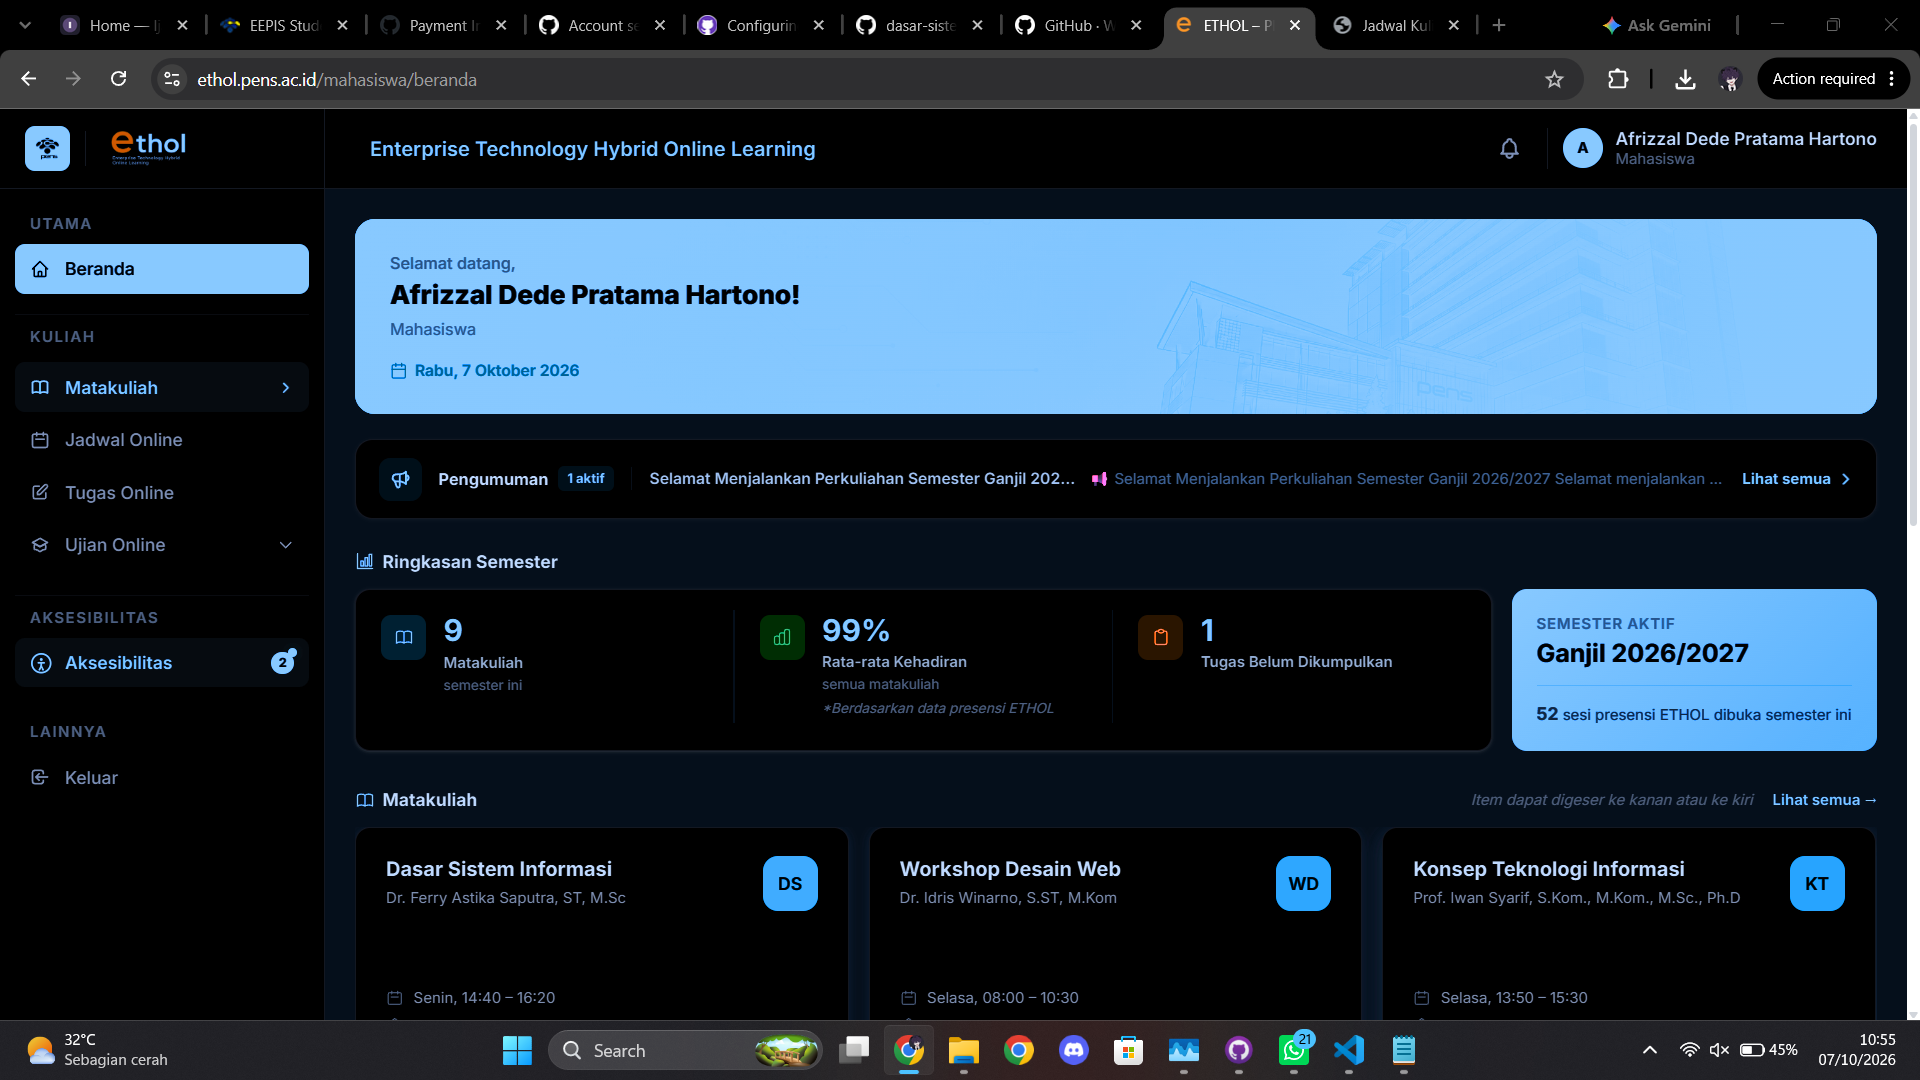 Home — Ij
EEPIS Stud
Payment In
Account se
Configurin
dasar-siste
GitHub · W
ETHOL – P
Jadwal Kul
Ask Gemini
ethol.pens.ac.id/mahasiswa/beranda
Action required
pens
ethol
Enterprise Technology Hybrid
Online Learning
Enterprise Technology Hybrid Online Learning
A
Afrizzal Dede Pratama Hartono
Mahasiswa
UTAMA
Beranda
KULIAH
Matakuliah
Jadwal Online
Tugas Online
Ujian Online
AKSESIBILITAS
Aksesibilitas
2
LAINNYA
Keluar
Selamat datang,
Afrizzal Dede Pratama Hartono!
Mahasiswa
Rabu, 7 Oktober 2026
Pengumuman
1 aktif
Selamat Menjalankan Perkuliahan Semester Ganjil 202...
Selamat Menjalankan Perkuliahan Semester Ganjil 2026/2027 Selamat menjalankan ...
Lihat semua
Ringkasan Semester
9
Matakuliah
semester ini
99%
Rata-rata Kehadiran
semua matakuliah
*Berdasarkan data presensi ETHOL
1
Tugas Belum Dikumpulkan
SEMESTER AKTIF
Ganjil 2026/2027
52 sesi presensi ETHOL dibuka semester ini
Matakuliah
Item dapat digeser ke kanan atau ke kiri
Lihat semua →
Dasar Sistem Informasi
Dr. Ferry Astika Saputra, ST, M.Sc
DS
Senin, 14:40 – 16:20
Workshop Desain Web
Dr. Idris Winarno, S.ST, M.Kom
WD
Selasa, 08:00 – 10:30
Konsep Teknologi Informasi
Prof. Iwan Syarif, S.Kom., M.Kom., M.Sc., Ph.D
KT
Selasa, 13:50 – 15:30
32°C
Sebagian cerah
Search
21
45%
10:55
07/10/2026